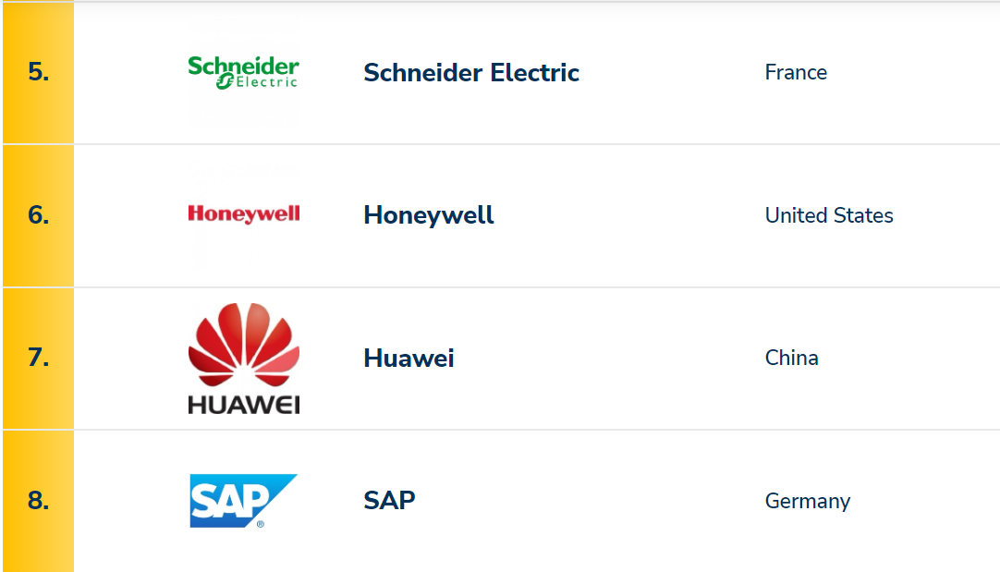 5.
Schneider
Electric
Schneider Electric
France
6.
Honeywell
Honeywell
United States
7.
HUAWEI
Huawei
China
8.
SAP
®
SAP
Germany